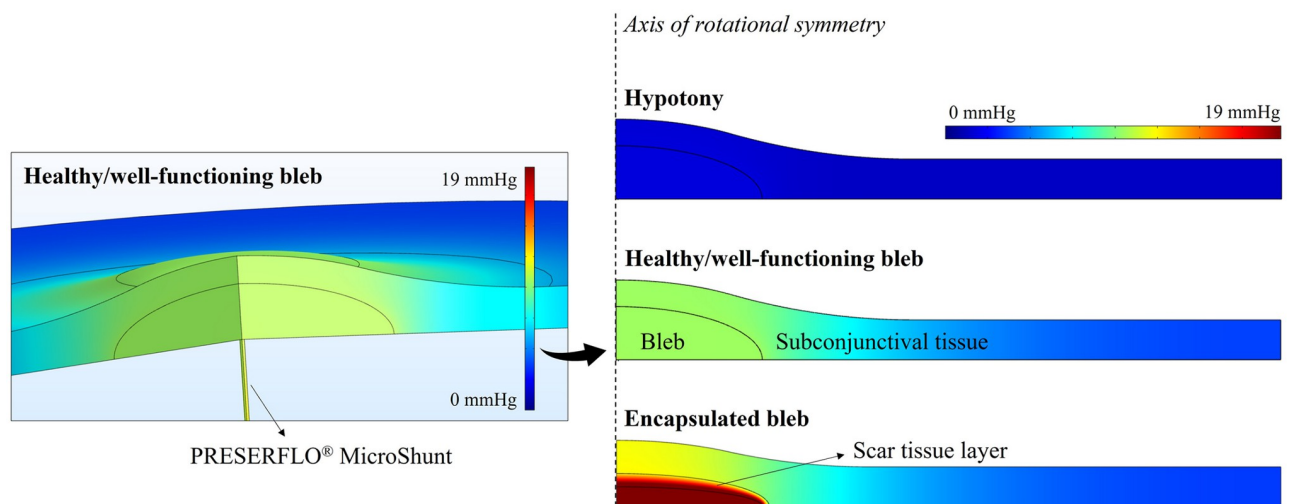 Axis of rotational symmetry
Hypotony
0 mmHg 19 mmHg
Healthy/well-functioning bleb
19 mmHg
0 mmHg
PRESERFLO® MicroShunt
Healthy/well-functioning bleb
Bleb Subconjunctival tissue
Encapsulated bleb
Scar tissue layer